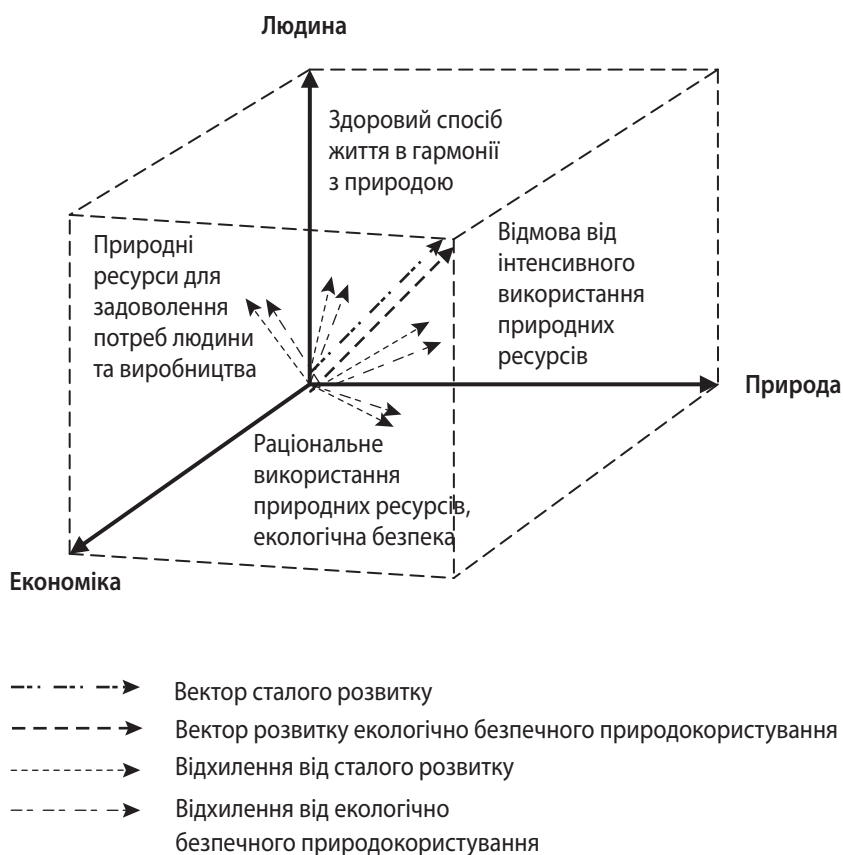 Людина
Здоровий спосіб
життя в гармонії
з природою
Природні
ресурси для
задоволення
потреб людини
та виробництва
Відмова від
інтенсивного
використання
природних
ресурсів
Природа
Раціональне
використання
природних ресурсів,
екологічна безпека
Економіка
Вектор сталого розвитку
Вектор розвитку екологічно безпечного природокористування
Відхилення від сталого розвитку
Відхилення від екологічно
безпечного природокористування